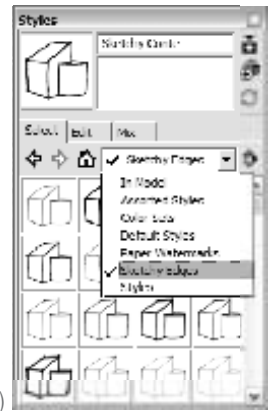 Styles
Sketchy Conte
Select Edit Mix
Sketchy Edges
In Model
Assorted Styles
Color Sets
Default Styles
Paper Watermarks
Sketchy Edges
Styles
)